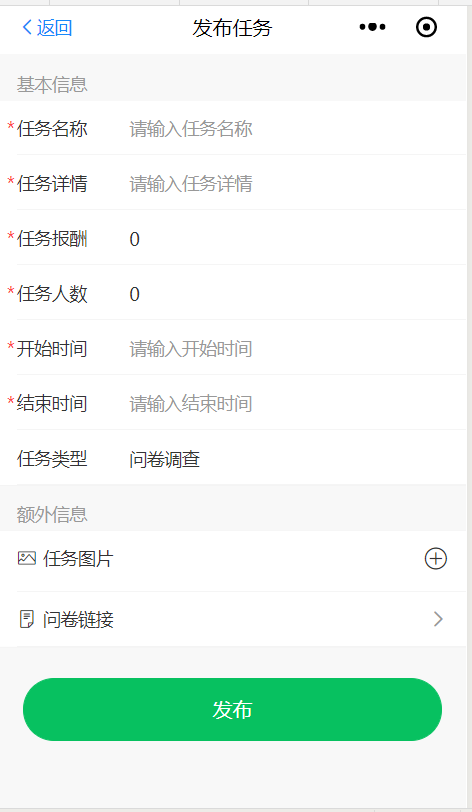 返回 发布任务
基本信息
*任务名称 请输入任务名称
*任务详情 请输入任务详情
*任务报酬 0
*任务人数 0
*开始时间 请输入开始时间
*结束时间 请输入结束时间
任务类型 问卷调查
额外信息
任务图片
问卷链接
发布